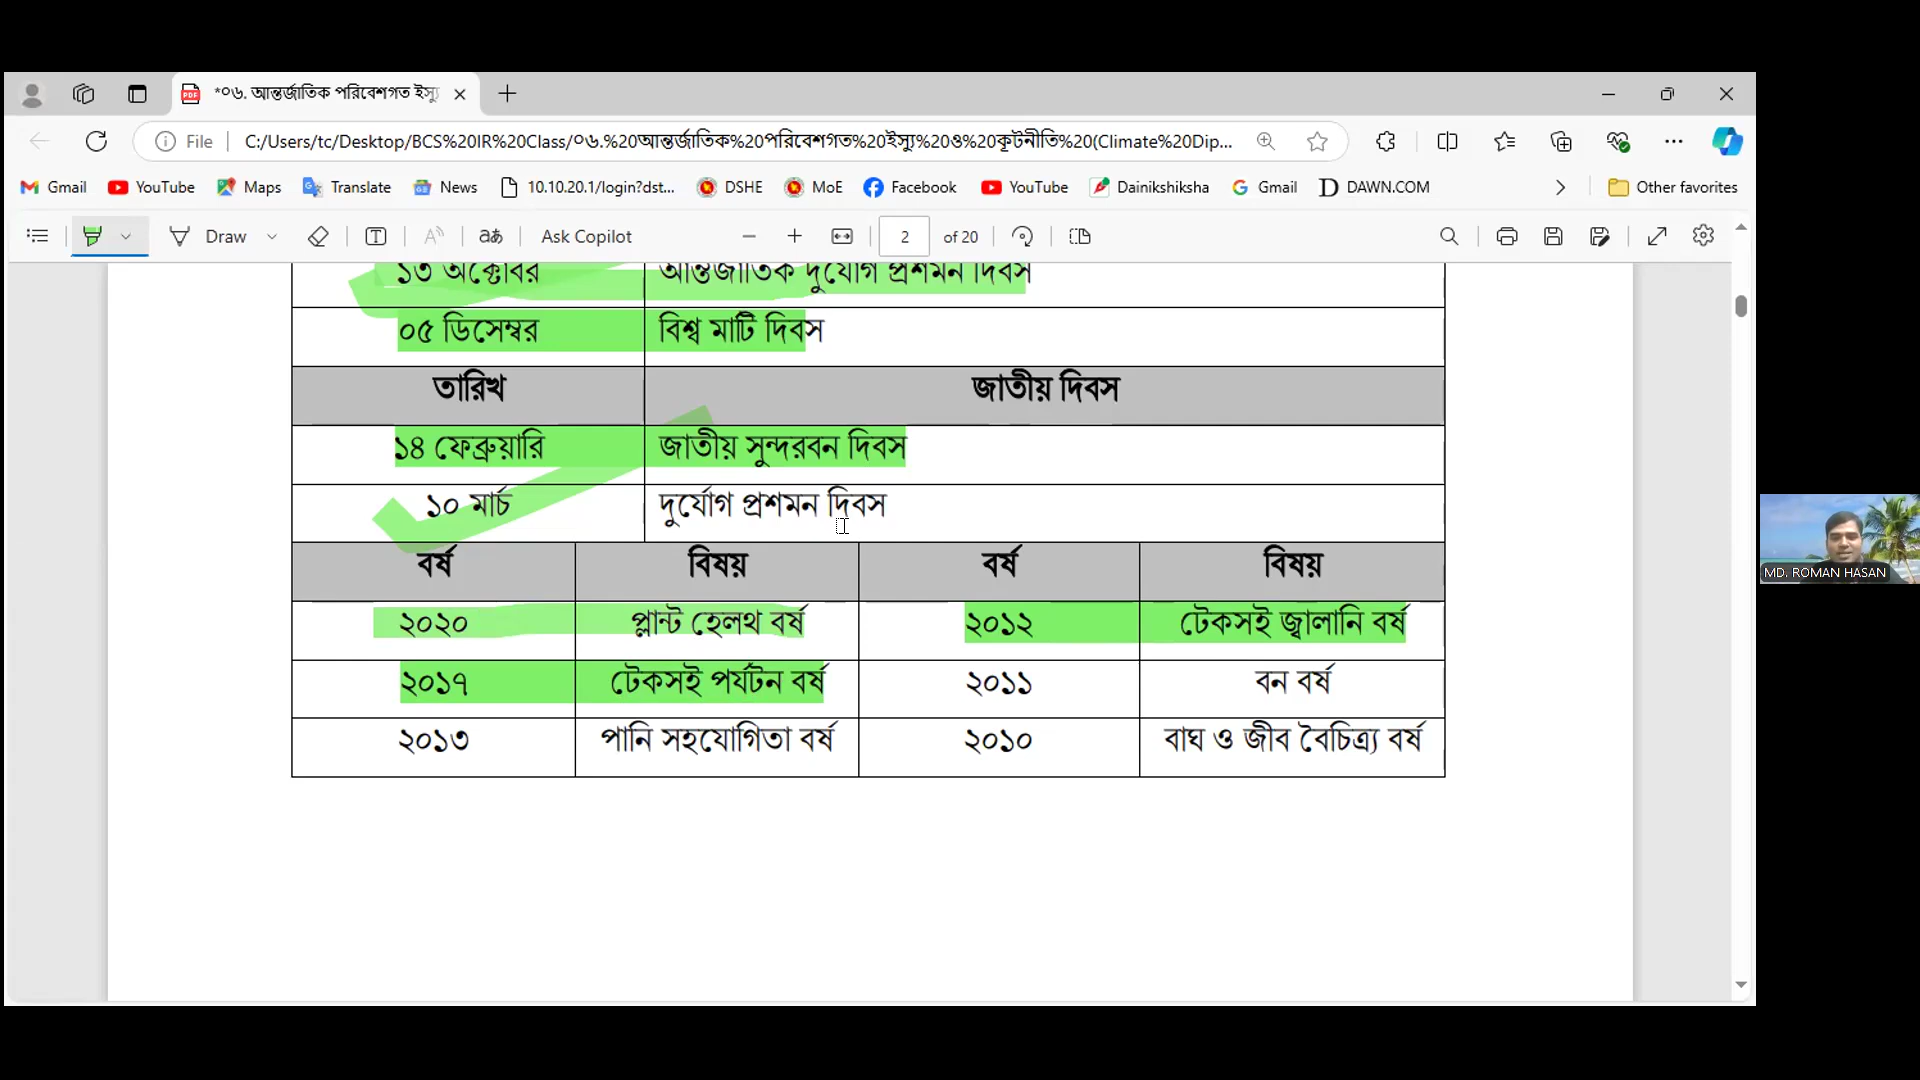 *০৬. আন্তর্জাতিক পরিবেশগত ইস্যু
File
C:/Users/tc/Desktop/BCS%20IR%20Class/০৬.%20আন্তর্জাতিক%20পরিবেশগত%20ইস্যু%20ও%20কূটনীতি%20(Climate%20Dip...
Gmail YouTube Maps Translate News 10.10.20.1/login?dst... DSHE MoE Facebook YouTube Dainikshiksha Gmail DAWN.COM Other favorites
Draw Ask Copilot 2 of 20
১৩ অক্টোবর আন্তর্জাতিক দুর্যোগ প্রশমন দিবস
০৫ ডিসেম্বর বিশ্ব মাটি দিবস
তারিখ জাতীয় দিবস
১৪ ফেব্রুয়ারি জাতীয় সুন্দরবন দিবস
১০ মার্চ দুর্যোগ প্রশমন দিবস
বর্ষ বিষয় বর্ষ বিষয়
২০২০ প্লান্ট হেলথ বর্ষ ২০১২ টেকসই জ্বালানি বর্ষ
২০১৭ টেকসই পর্যটন বর্ষ ২০১১ বন বর্ষ
২০১৩ পানি সহযোগিতা বর্ষ ২০১০ বাঘ ও জীব বৈচিত্র্য বর্ষ
MD. ROMAN HASAN